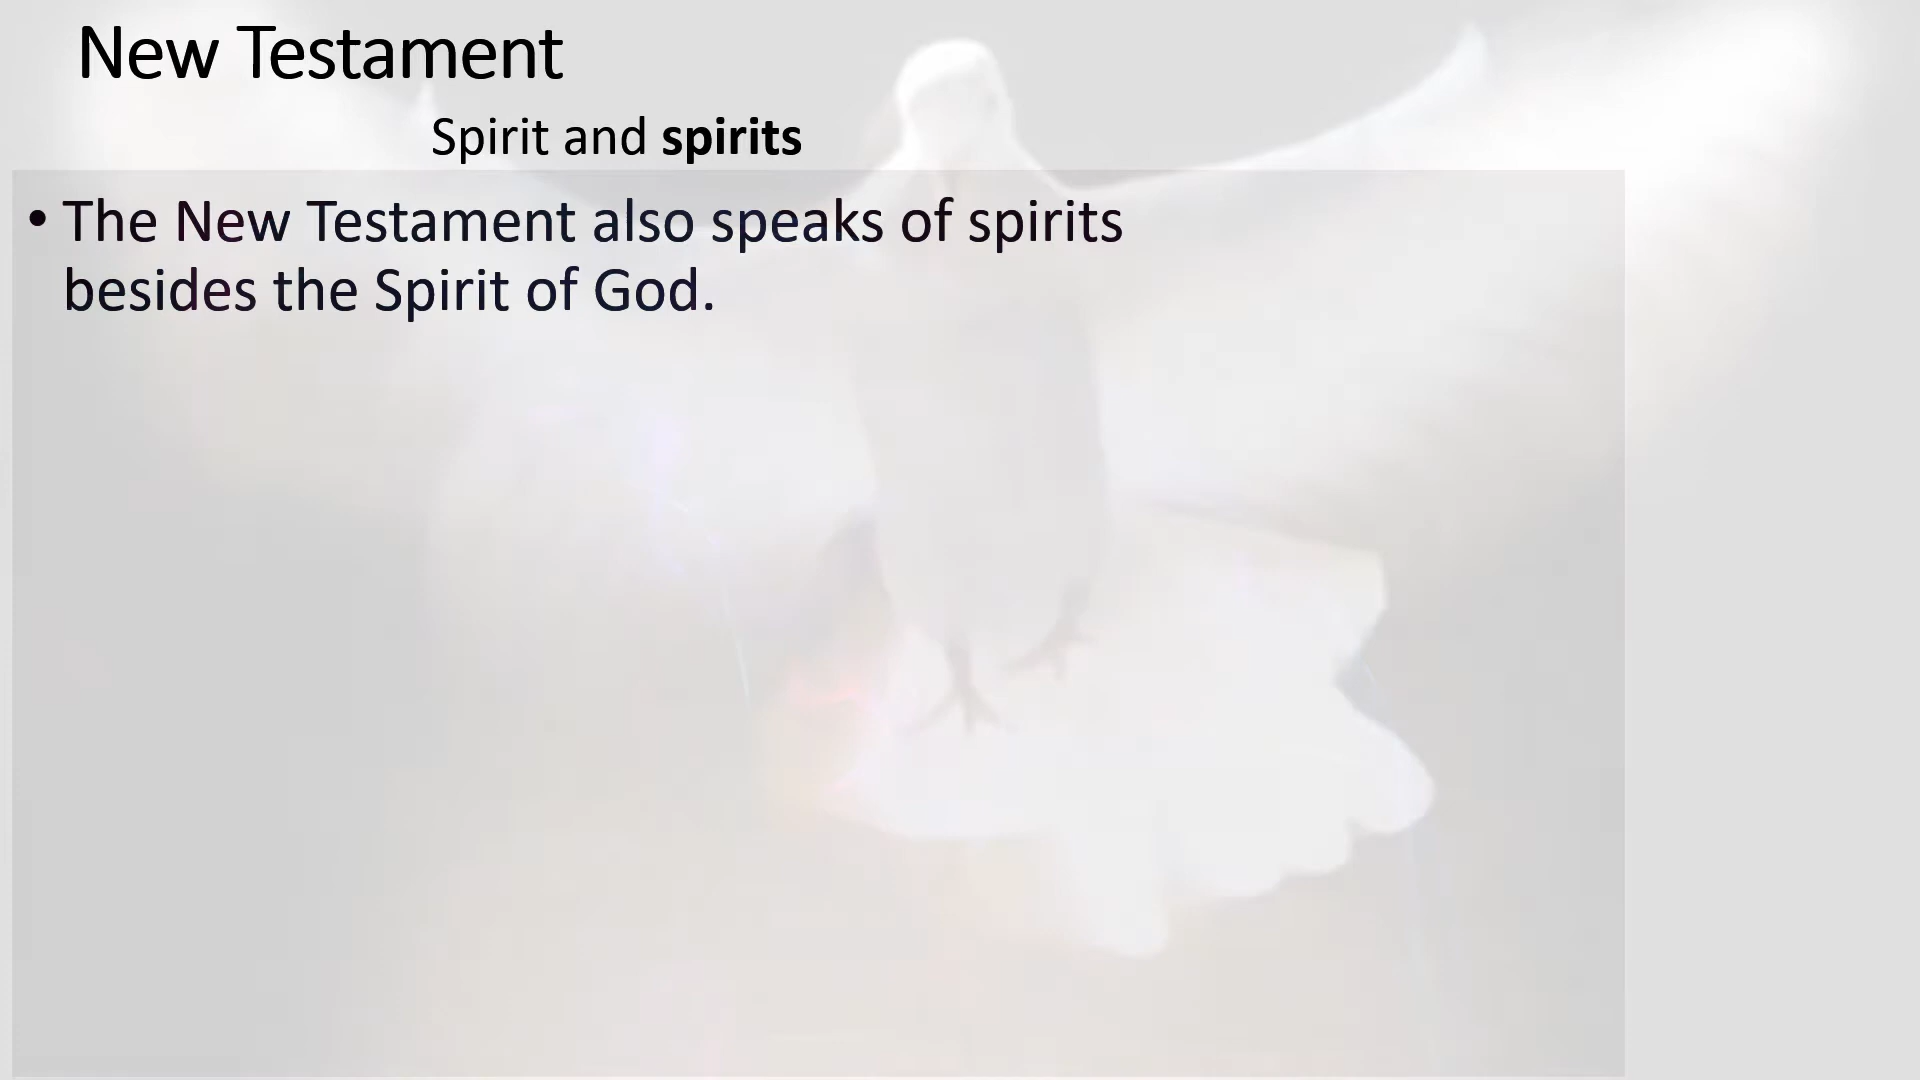 New Testament
Spirit and spirits
• The New Testament also speaks of spirits
besides the Spirit of God.